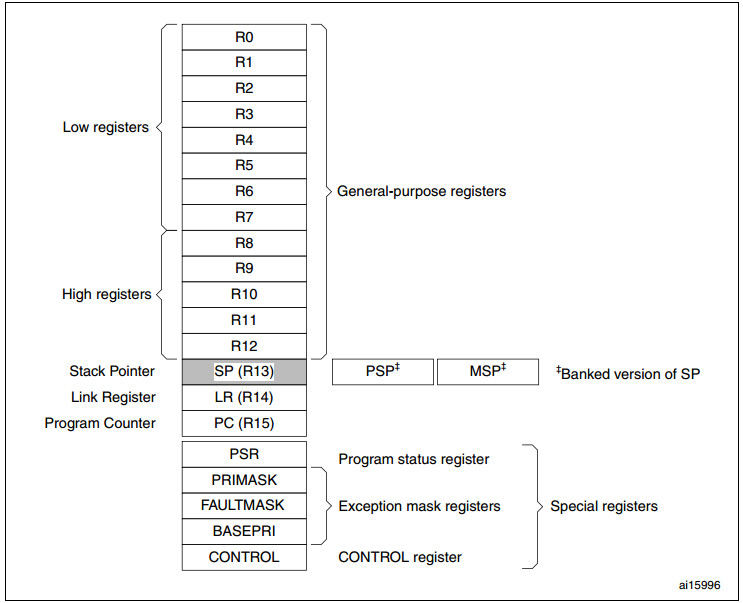 R0
R1
R2
R3
Low registers
R4
R5
R6
General-purpose registers
R7
R8
R9
High registers
R10
R11
R12
Stack Pointer SP (R13) PSP‡ MSP‡ ‡Banked version of SP
Link Register LR (R14)
Program Counter PC (R15)
PSR Program status register
PRIMASK
FAULTMASK Exception mask registers Special registers
BASEPRI
CONTROL CONTROL register
ai15996